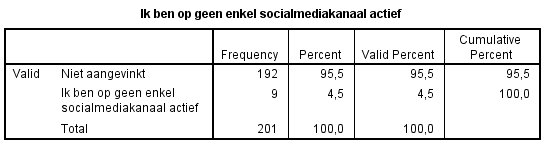 Ik ben op geen enkel socialmediakanaal actief
Frequency Percent Valid Percent Cumulative Percent
Valid Niet aangevinkt 192 95,5 95,5 95,5
Ik ben op geen enkel socialmediakanaal actief 9 4,5 4,5 100,0
Total 201 100,0 100,0